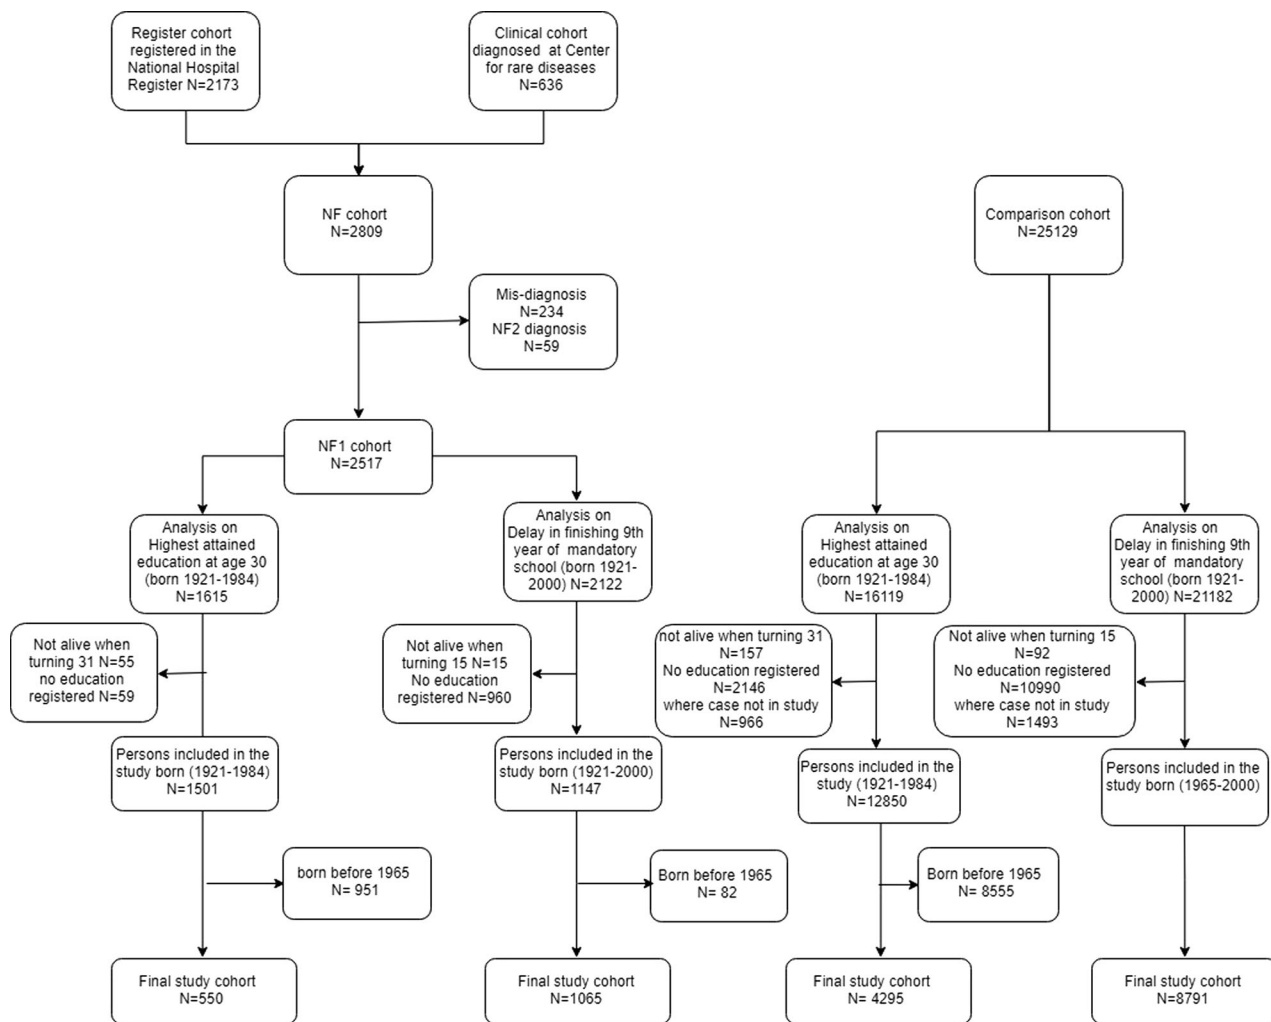 Register cohort
registered in the
National Hospital
Register N=2173
Clinical cohort
diagnosed at Center
for rare diseases
N=636
NF cohort
N=2809
Comparison cohort
N=25129
Mis-diagnosis
N=234
NF2 diagnosis
N=59
NF1 cohort
N=2517
Analysis on
Highest attained
education at age 30
(born 1921-1984)
N=1615
Analysis on
Delay in finishing 9th
year of mandatory
school (born 1921-
2000) N=2122
Analysis on
Highest attained
education at age 30
(born 1921-1984)
N=16119
Analysis on
Delay in finishing 9th
year of mandatory
school (born 1921-
2000) N=21182
Not alive when
turning 31 N=55
no education
registered N=59
Not alive when
turning 15 N=15
No education
registered N=960
not alive when turning 31
N=157
No education registered
N=2146
where case not in study
N=966
Not alive when turning 15
N=92
No education registered
N=10990
where case not in study
N=1493
Persons included in the
study born (1921-1984)
N=1501
Persons included in the
study born (1921-2000)
N=1147
Persons included in the
study (1921-1984)
N=12850
Persons included in the
study born (1965-2000)
born before 1965
N= 951
Born before 1965
N= 82
Born before 1965
N= 8555
Final study cohort
N=550
Final study cohort
N=1065
Final study cohort
N= 4295
Final study cohort
N=8791